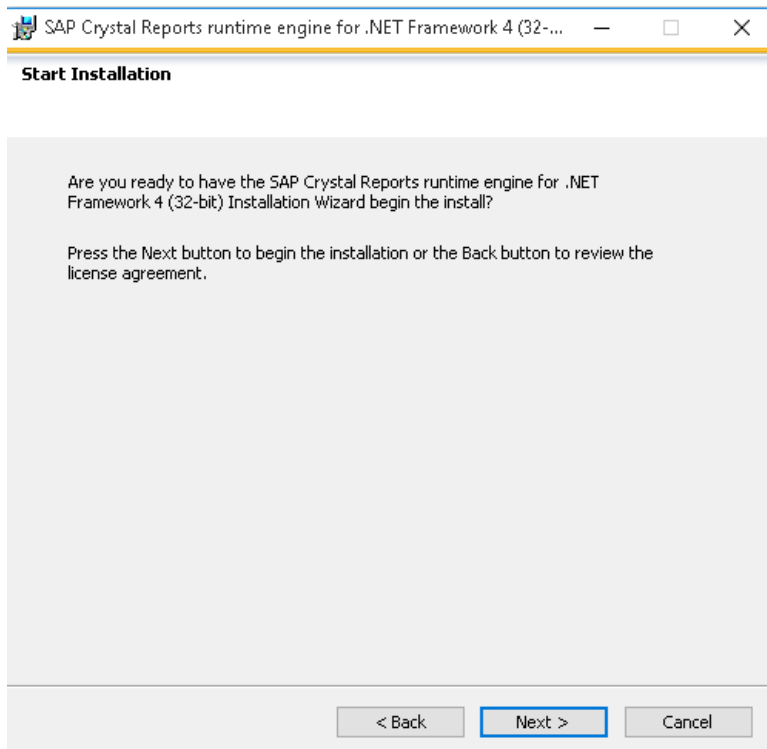 SAP Crystal Reports runtime engine for .NET Framework 4 (32-...
Start Installation
Are you ready to have the SAP Crystal Reports runtime engine for .NET
Framework 4 (32-bit) Installation Wizard begin the install?
Press the Next button to begin the installation or the Back button to review the
license agreement.
< Back Next > Cancel